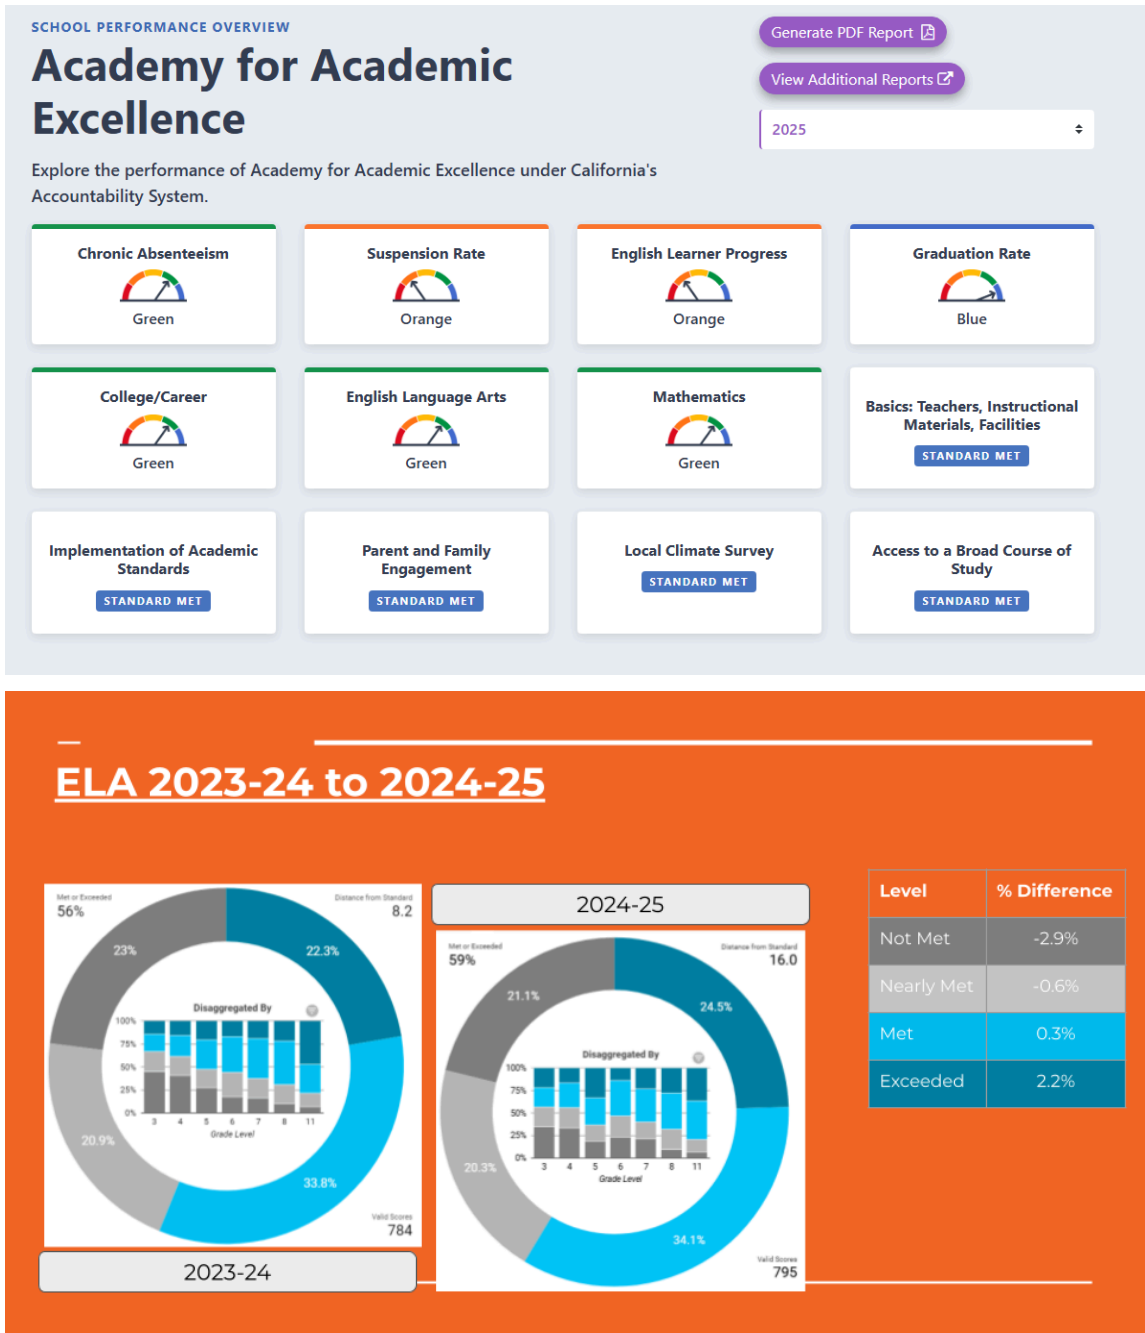 SCHOOL PERFORMANCE OVERVIEW
Academy for Academic
Excellence
Generate PDF Report
View Additional Reports
2025
Explore the performance of Academy for Academic Excellence under California's
Accountability System.
Chronic Absenteeism
Green
Suspension Rate
Orange
English Learner Progress
Orange
Graduation Rate
Blue
College/Career
Green
English Language Arts
Green
Mathematics
Green
Basics: Teachers, Instructional
Materials, Facilities
STANDARD MET
Implementation of Academic
Standards
STANDARD MET
Parent and Family
Engagement
STANDARD MET
Local Climate Survey
STANDARD MET
Access to a Broad Course of
Study
STANDARD MET
ELA 2023-24 to 2024-25
Met or Exceeded
56%
Distance from Standard
8.2
23%
22.3%
Disaggregated By
100%
75%
50%
25%
0%
3 4 5 6 7 8 11
Grade Level
20.9%
33.8%
Valid Scores
784
2023-24
2024-25
Met or Exceeded
59%
Distance from Standard
16.0
21.1%
24.5%
Disaggregated By
100%
75%
50%
25%
0%
3 4 5 6 7 8 11
Grade Level
20.3%
34.1%
Valid Scores
795
Level % Difference
Not Met -2.9%
Nearly Met -0.6%
Met 0.3%
Exceeded 2.2%